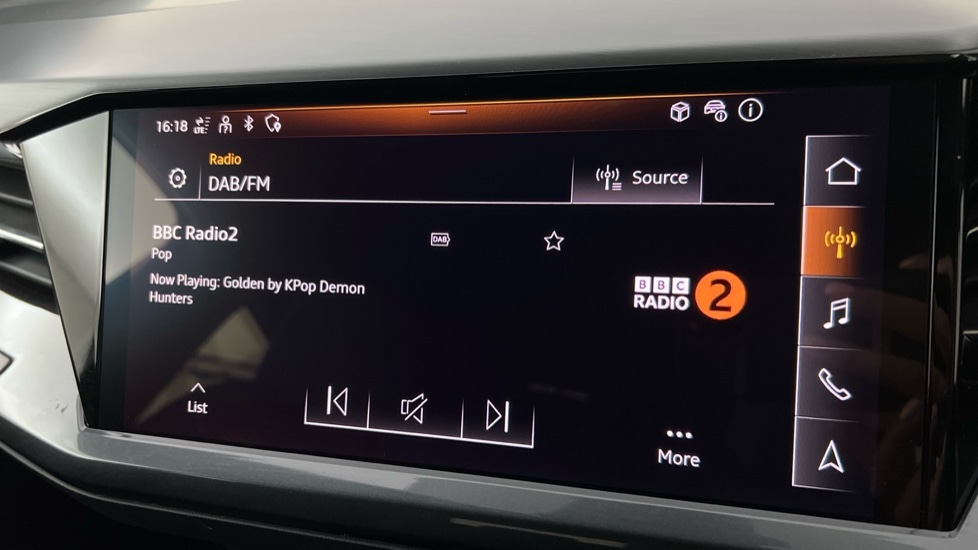 16:18
LTE
Radio
DAB/FM
Source
BBC Radio2
DAB
Pop
Now Playing: Golden by KPop Demon
Hunters
BBC
RADIO 2
List
More